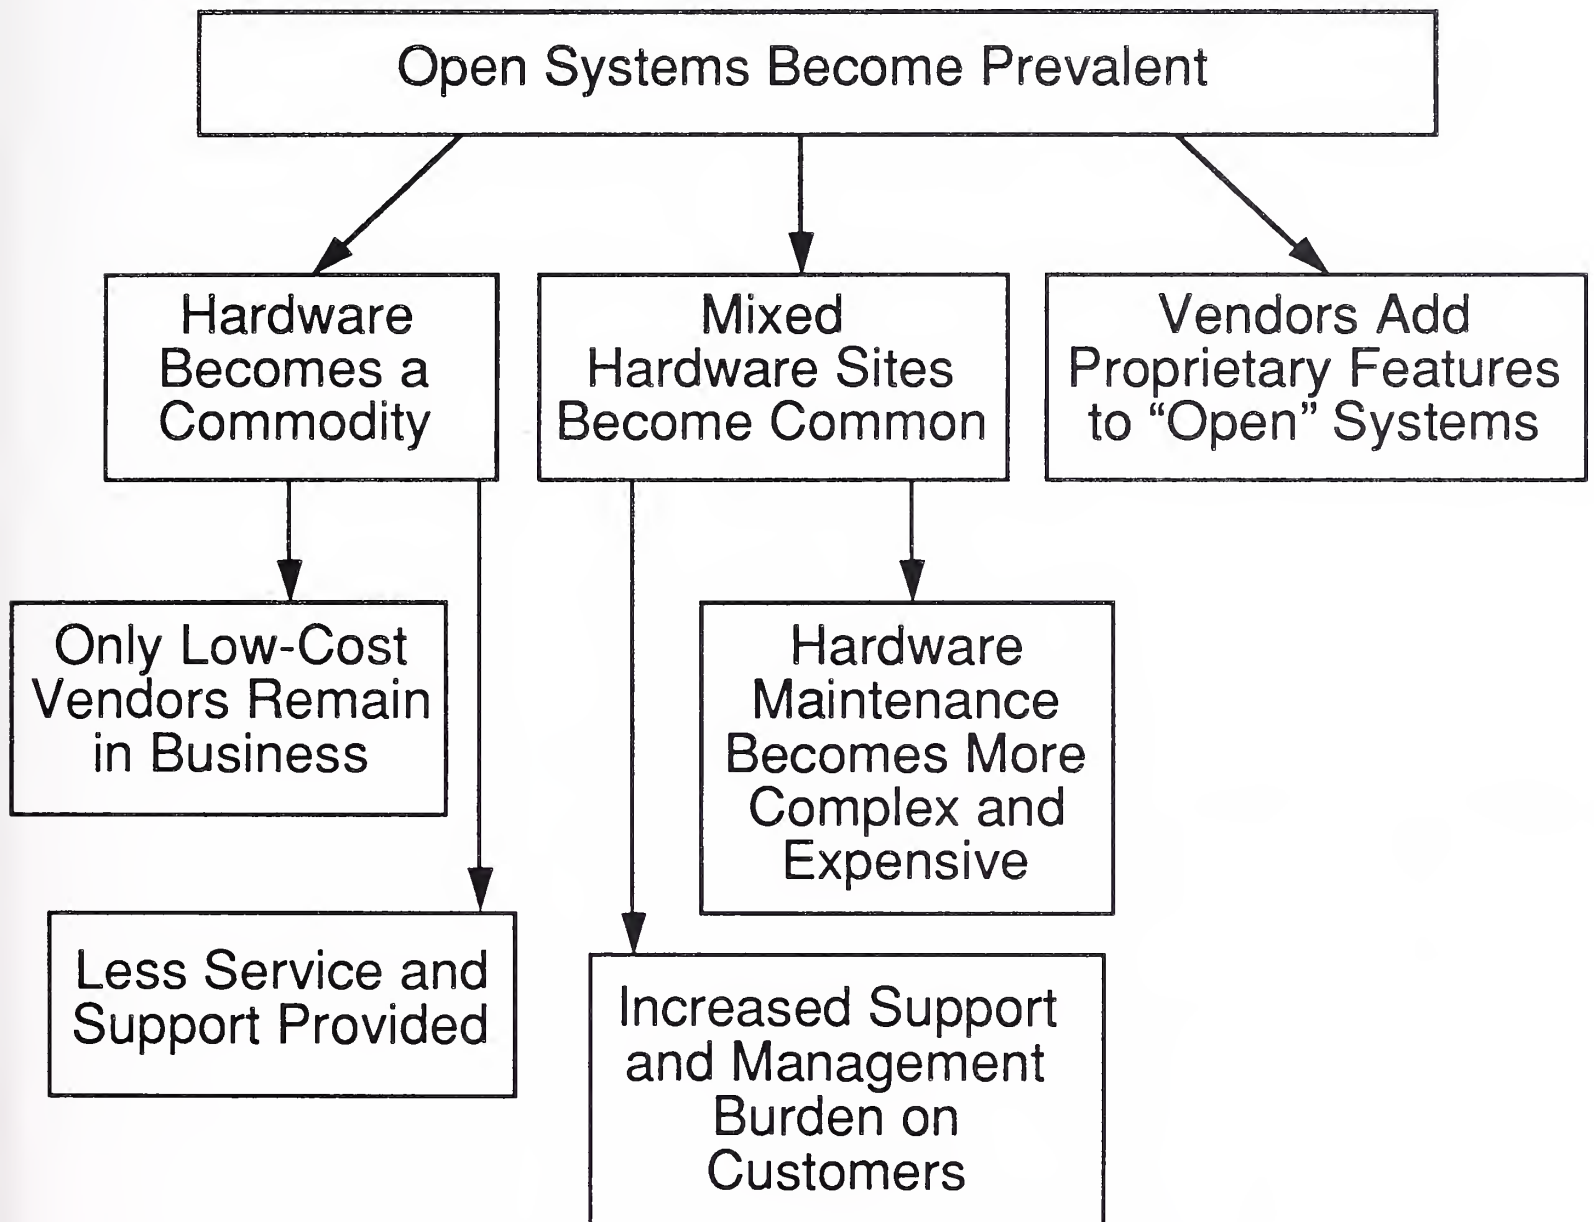 Open Systems Become Prevalent
Hardware
Becomes a
Commodity
Mixed
Hardware Sites
Become Common
Vendors Add
Proprietary Features
to “Open” Systems
Only Low-Cost
Vendors Remain
in Business
Hardware
Maintenance
Becomes More
Complex and
Expensive
Less Service and
Support Provided
Increased Support
and Management
Burden on
Customers